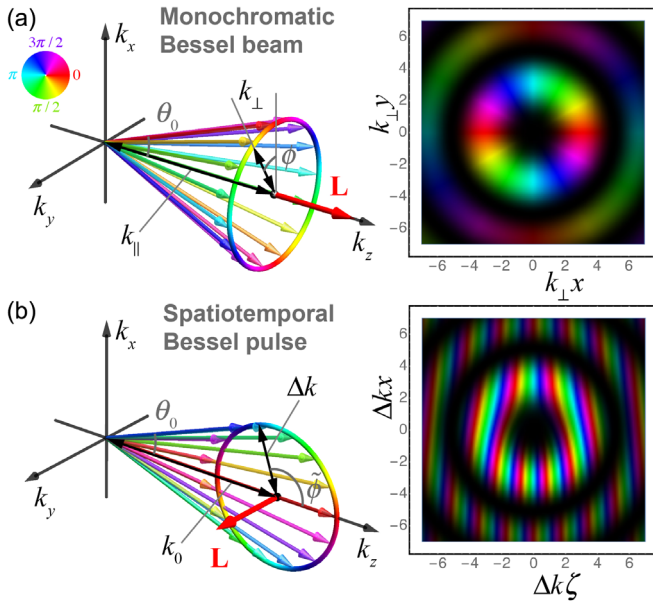 (a)
Monochromatic
Bessel beam
3π/2
π
0
π/2
k_x
θ_0
k_⊥
ϕ
L
k_y
k_||
k_z
k_⊥y
6
4
2
0
−2
−4
−6
−6 −4 −2 0 2 4 6
k_⊥x
(b)
Spatiotemporal
Bessel pulse
k_x
θ_0
Δk
ϕ̃
k_y
k_0
L
k_z
Δkx
6
4
2
0
−2
−4
−6
−6 −4 −2 0 2 4 6
Δkζ